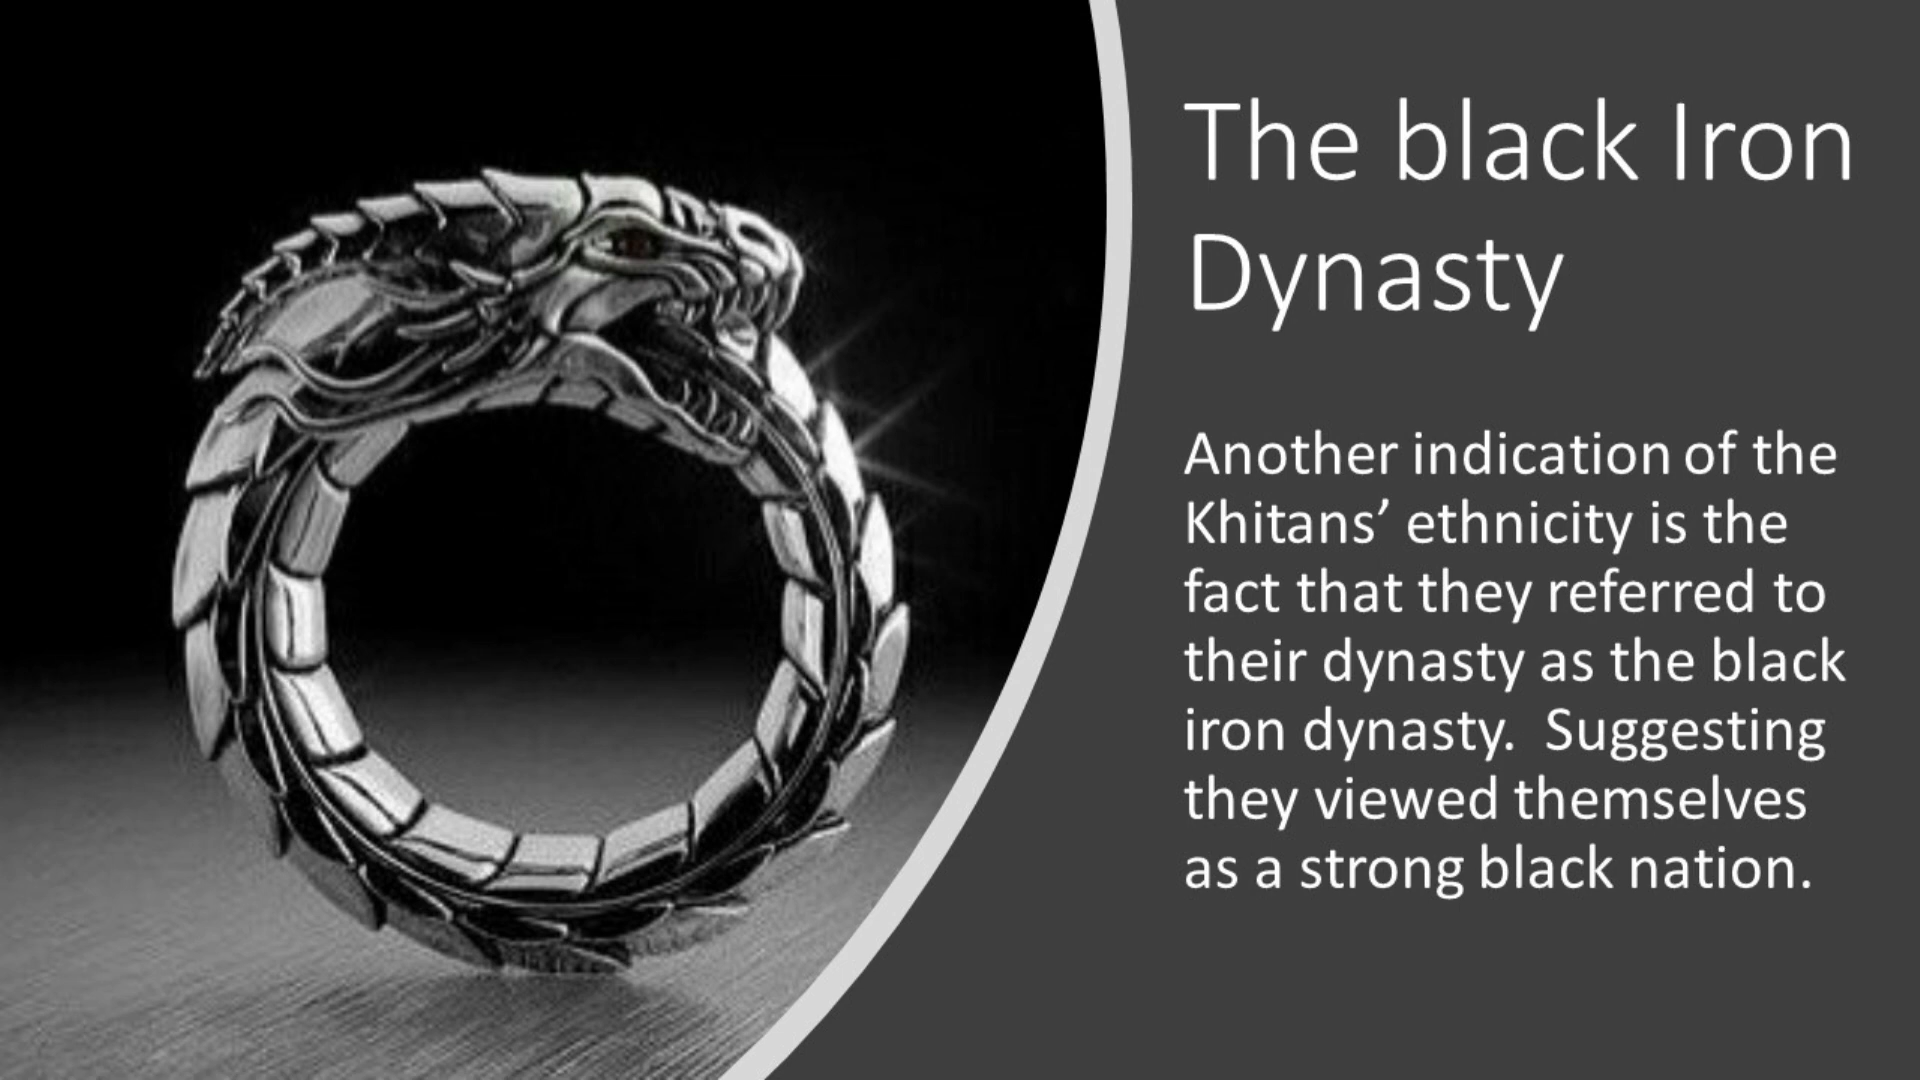 The black Iron
Dynasty
Another indication of the
Khitans’ ethnicity is the
fact that they referred to
their dynasty as the black
iron dynasty.  Suggesting
they viewed themselves
as a strong black nation.